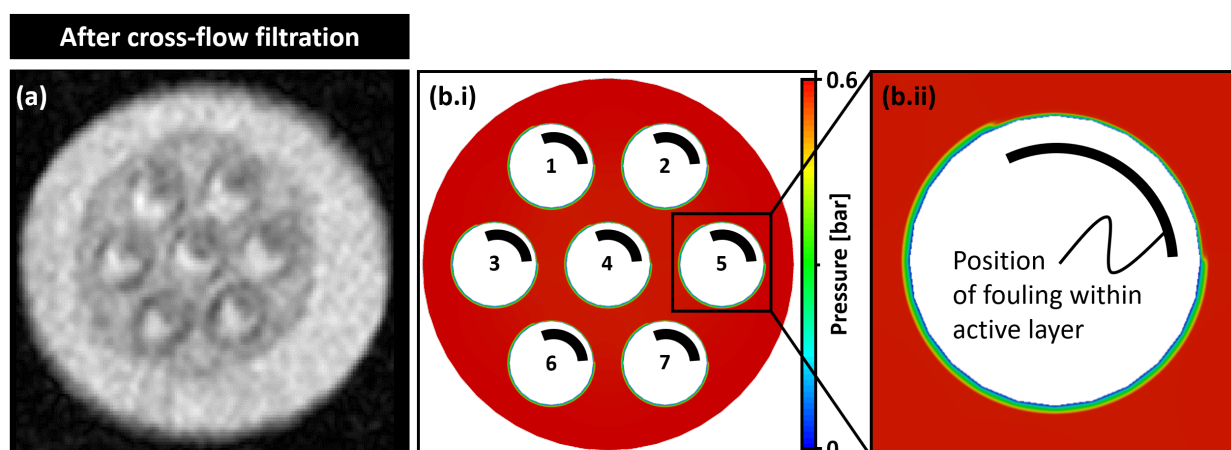 After cross-flow filtration
(a)
(b.i)
1
2
3
4
5
6
7
0.6
Pressure [bar]
0
(b.ii)
Position
of fouling within
active layer